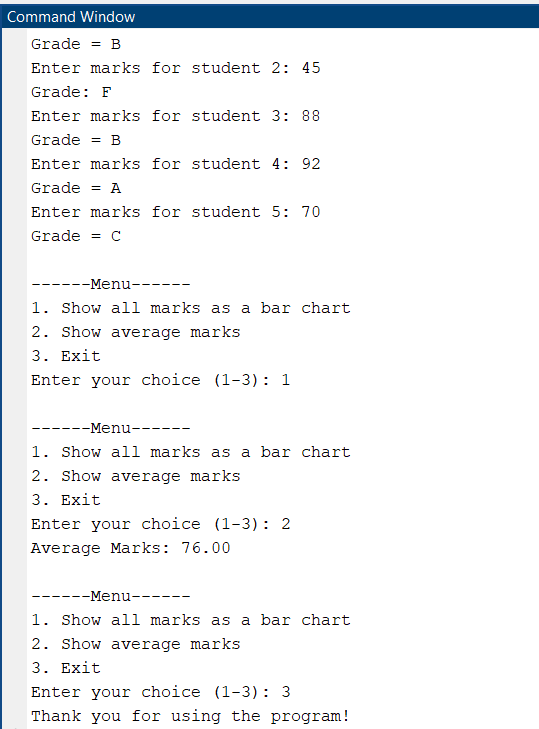 Command Window
Grade = B
Enter marks for student 2: 45
Grade: F
Enter marks for student 3: 88
Grade = B
Enter marks for student 4: 92
Grade = A
Enter marks for student 5: 70
Grade = C
------Menu------
1. Show all marks as a bar chart
2. Show average marks
3. Exit
Enter your choice (1-3): 1
------Menu------
1. Show all marks as a bar chart
2. Show average marks
3. Exit
Enter your choice (1-3): 2
Average Marks: 76.00
------Menu------
1. Show all marks as a bar chart
2. Show average marks
3. Exit
Enter your choice (1-3): 3
Thank you for using the program!